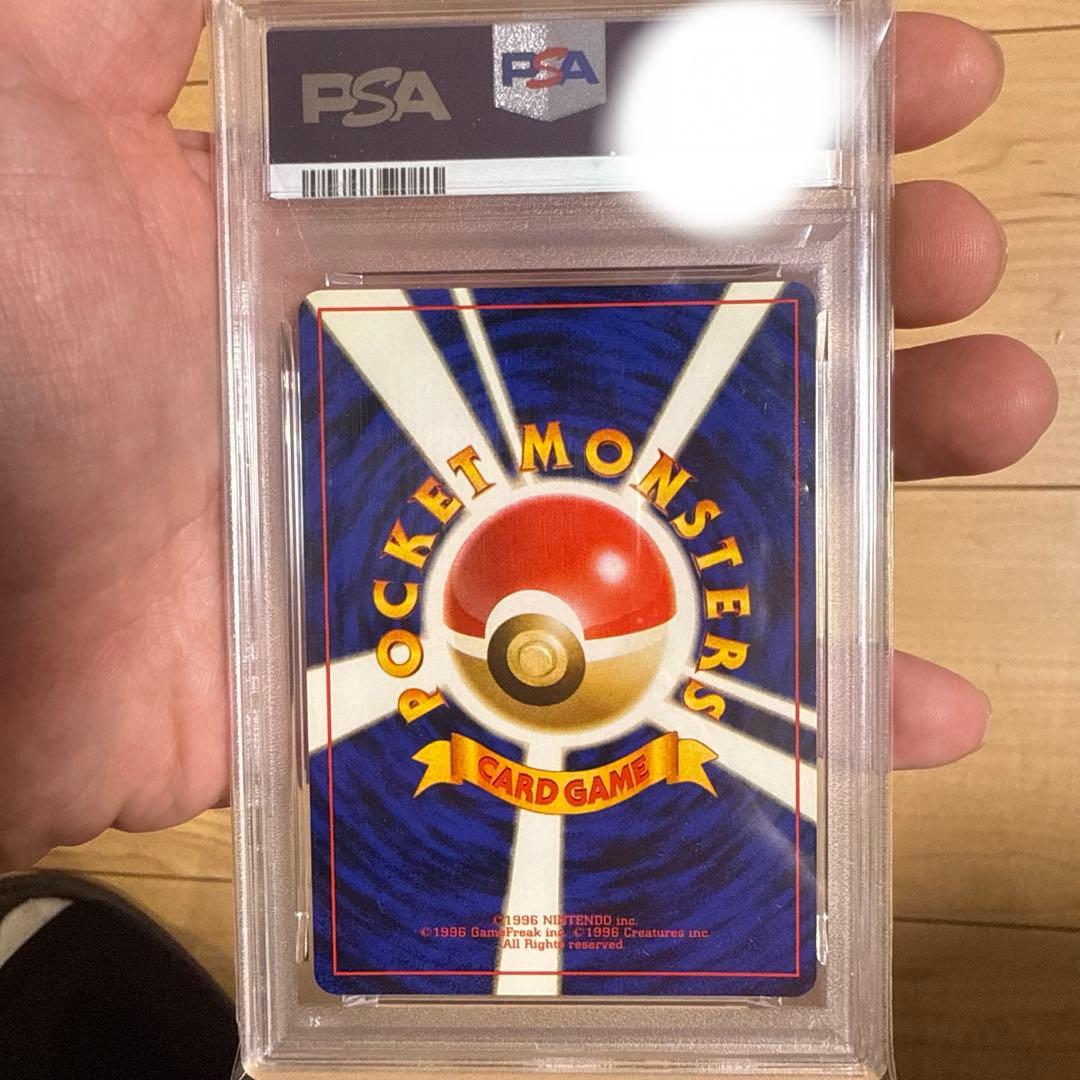 PSA
PSA
POCKET MONSTERS
CARD GAME
©1996 NINTENDO inc.
©1996 GameFreak inc. ©1996 Creatures inc.
All Rights reserved.